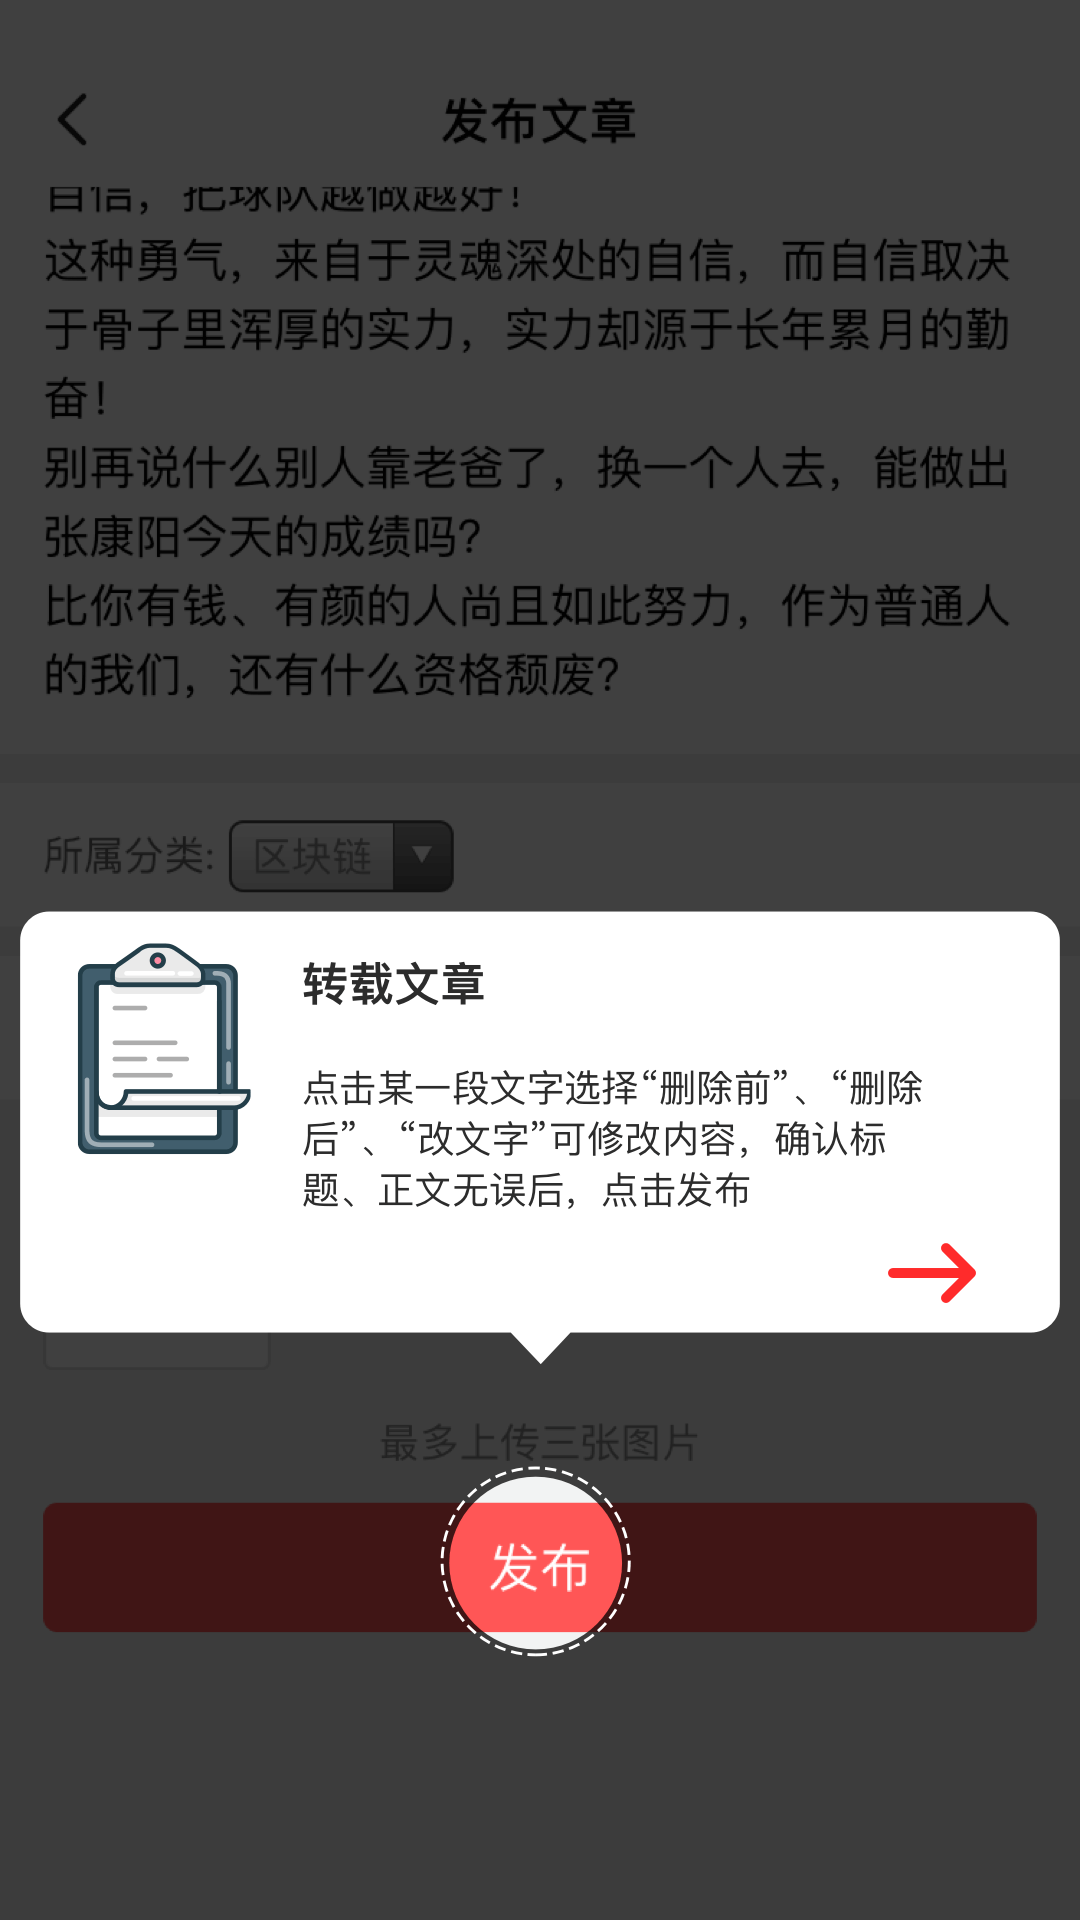 发布文章
自信，把球队越做越好！
这种勇气，来自于灵魂深处的自信，而自信取决
于骨子里浑厚的实力，实力却源于长年累月的勤
奋！
别再说什么别人靠老爸了，换一个人去，能做出
张康阳今天的成绩吗？
比你有钱、有颜的人尚且如此努力，作为普通人
的我们，还有什么资格颓废？
所属分类: 区块链
转载文章
点击某一段文字选择“删除前”、“删除
后”、“改文字”可修改内容，确认标
题、正文无误后，点击发布
最多上传三张图片
发布